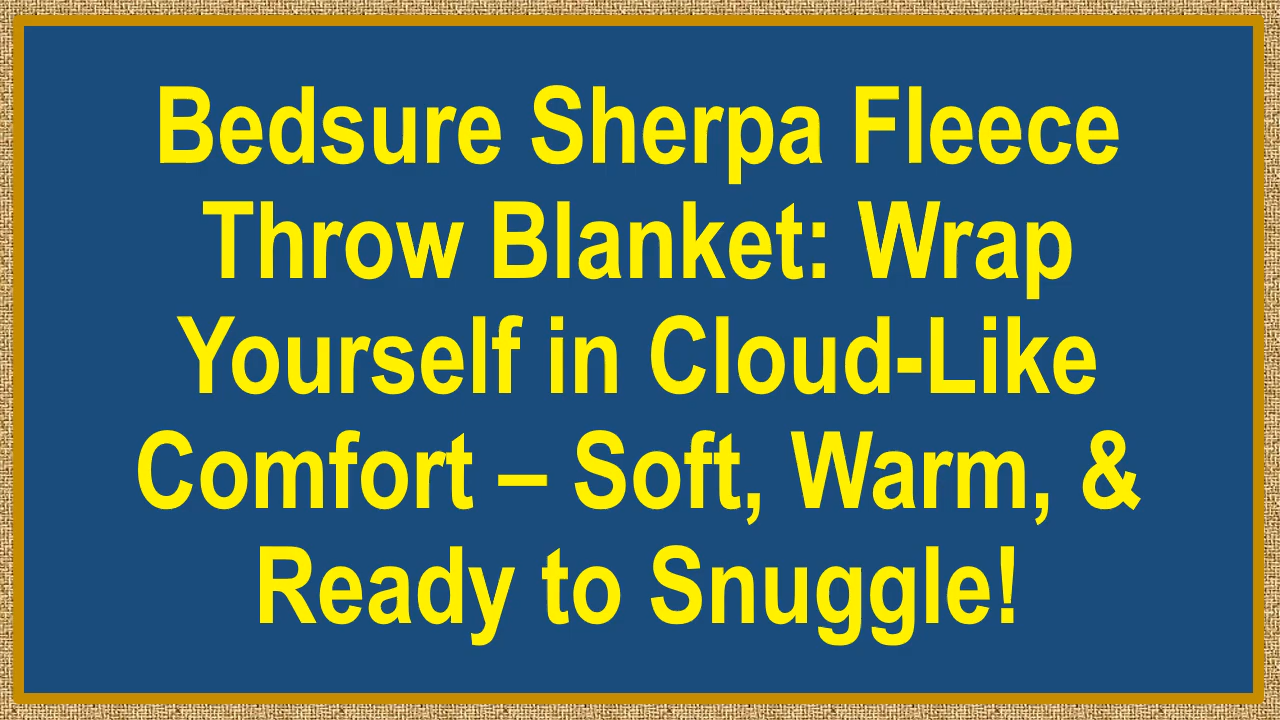 Bedsure Sherpa Fleece
Throw Blanket: Wrap
Yourself in Cloud-Like
Comfort – Soft, Warm, &
Ready to Snuggle!